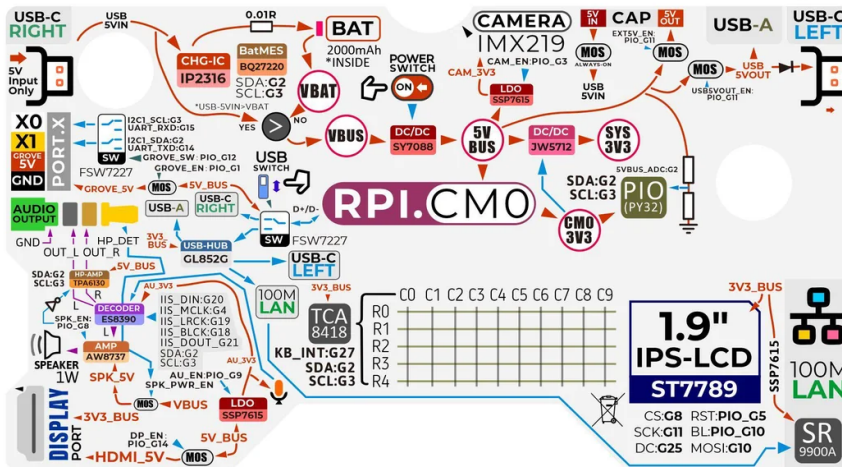 USB-C
RIGHT
USB
5VIN
0.01R
BAT
2000mAh
*INSIDE
CHG-IC
IP2316
BatMES
BQ27220
SDA:G2
SCL:G3
VBAT
*USB-5VIN>VBAT
YES
>
NO
5V
Input
Only
POWER
SWITCH
ON
CAMERA
IMX219
CAM_EN:PIO_G3
CAM_3V3
LDO
SSP7615
5V
IN
CAP
5V
OUT
EXT5V_EN:
PIO_G11
MOS
ALWAYS-ON
MOS
USB
5VIN
MOS
USB5VOUT_EN:
PIO_G11
USB-A
USB
5VOUT
USB-C
LEFT
VBUS
DC/DC
SY7088
5V
BUS
DC/DC
JW5712
SYS
3V3
5VBUS_ADC:G2
SDA:G2
SCL:G3
PIO
(PY32)
CM0
3V3
RPI.CM0
X0
X1
GROVE
5V
GND
PORT.X
I2C1_SCL:G3
UART_TXD:G15
I2C1_SDA:G2
UART_TXD:G14
SW
FSW7227
GROVE_SW: PIO_G12
GROVE_EN: PIO_G1
GROVE_5V
MOS
5V_BUS
USB
SWITCH
USB-A
USB-C
RIGHT
D+/D-
SW
FSW7227
AUDIO
OUTPUT
GND
OUT_L
OUT_R
HP_DET
3V3_
BUS
USB-HUB
GL852G
USB-C
LEFT
100M
LAN
5V_BUS
SDA:G2
SCL:G3
HP-AMP
TPA6130
L
R
AU_3V3
DECODER
ES8390
IIS_DIN:G20
IIS_MCLK:G4
IIS_LRCK:G19
IIS_BLCK:G18
IIS_DOUT_G21
SDA:G2
SCL:G3
SPK_EN:
PIO_G8
L
AMP
AW8737
SPEAKER
1W
SPK_5V
SPK_PWR_EN
MOS
VBUS
AU_EN:PIO_G9
AU_3V3
LDO
SSP7615
5V_BUS
DISPLAY
PORT
3V3_BUS
DP_EN:
PIO_G14
HDMI_5V
MOS
3V3_BUS
TCA
8418
KB_INT:G27
SDA:G2
SCL:G3
C0 C1 C2 C3 C4 C5 C6 C7 C8 C9
R0
R1
R2
R3
R4
1.9"
IPS-LCD
ST7789
CS:G8 RST:PIO_G5
SCK:G11 BL:PIO_G10
DC:G25 MOSI:G10
3V3_BUS
SSP7615
100M
LAN
SR
9900A